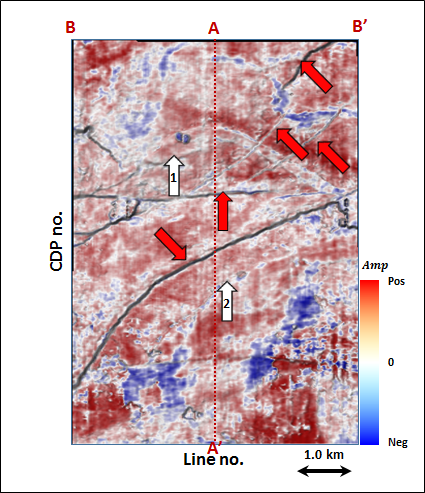 B A B’
1
2
CDP no.
Amp
Pos
0
Neg
A’
Line no.
1.0 km